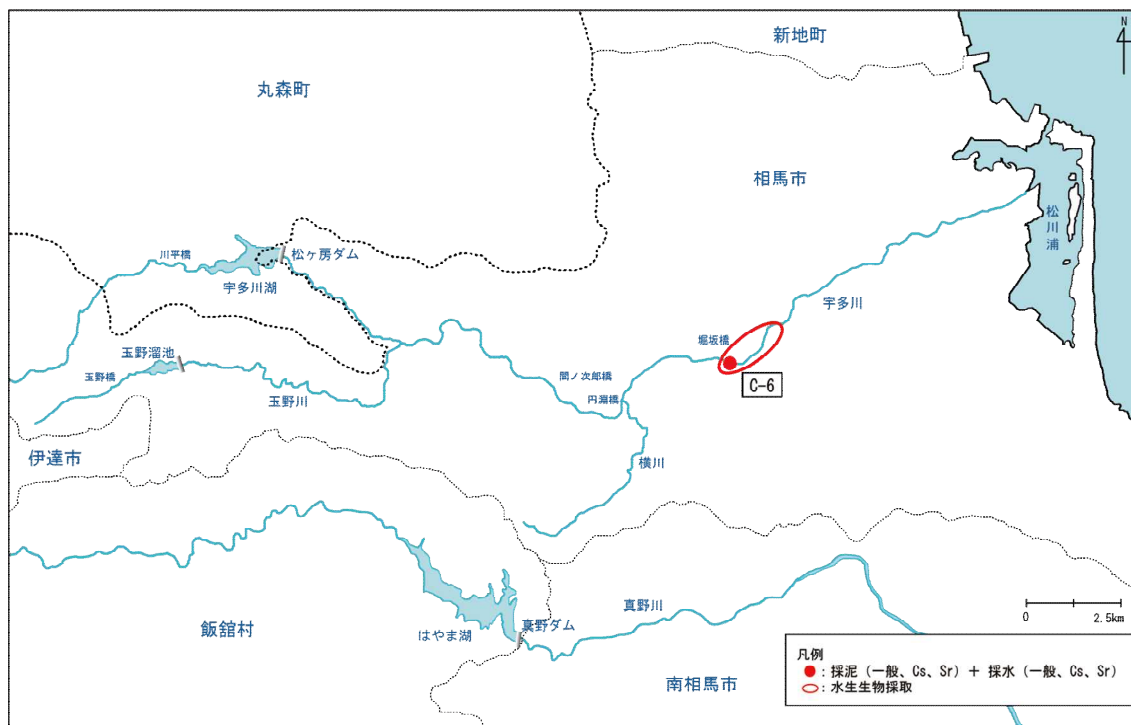 新地町
N
丸森町
相馬市
松川浦
川平橋
松ヶ房ダム
宇多川湖
宇多川
堀坂橋
玉野溜池
玉野橋
C-6
間ノ次郎橋
玉野川
円淵橋
伊達市
横川
真野川
0 2.5km
飯舘村
はやま湖
真野ダム
南相馬市
凡例
：採泥（一般、Cs、Sr）＋ 採水（一般、Cs、Sr）
：水生生物採取